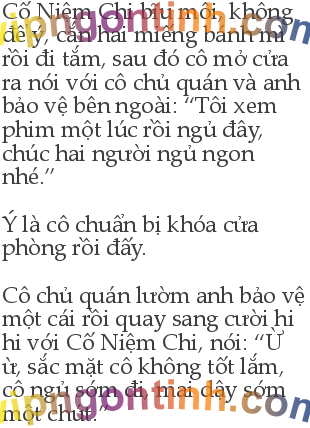 Cố Niệm Chi bĩu môi, không
để ý, cắn hai miếng bánh mì
rồi đi tắm, sau đó cô mở cửa
ra nói với cô chủ quán và anh
bảo vệ bên ngoài: “Tôi xem
phim một lúc rồi ngủ đây,
chúc hai người ngủ ngon
nhé.”
Ý là cô chuẩn bị khóa cửa
phòng rồi đấy.
Cô chủ quán lườm anh bảo vệ
một cái rồi quay sang cười hi
hi với Cố Niệm Chi, nói: “Ừ
ừ, sắc mặt cô không tốt lắm,
cô ngủ sớm đi, mai dậy sớm
một chút.”
vipngontinh.com
vipngontinh.com